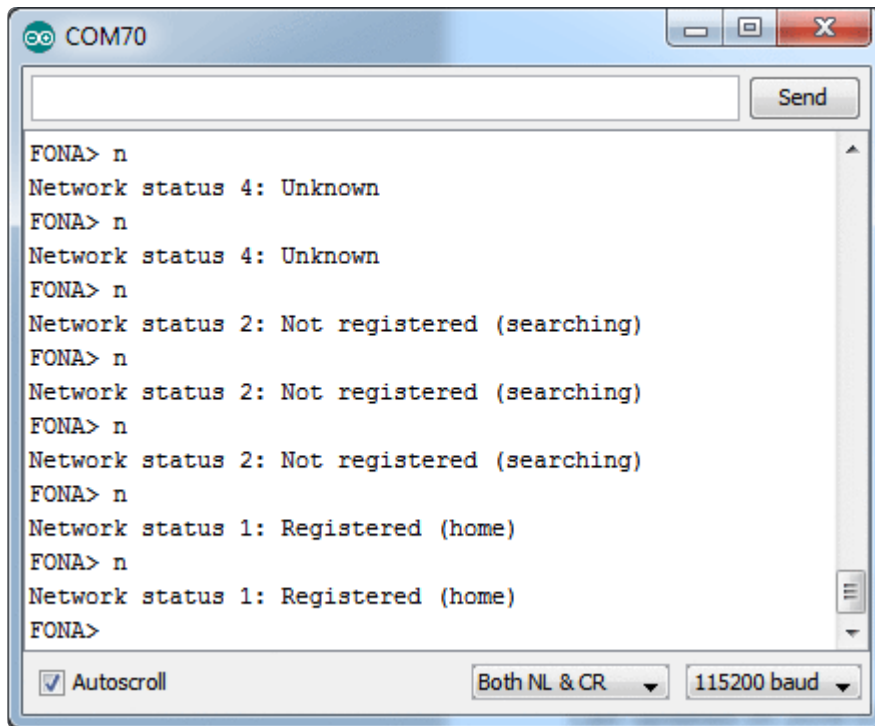 COM70
Send
FONA> n
Network status 4: Unknown
FONA> n
Network status 4: Unknown
FONA> n
Network status 2: Not registered (searching)
FONA> n
Network status 2: Not registered (searching)
FONA> n
Network status 2: Not registered (searching)
FONA> n
Network status 1: Registered (home)
FONA> n
Network status 1: Registered (home)
FONA>
Autoscroll Both NL & CR 115200 baud